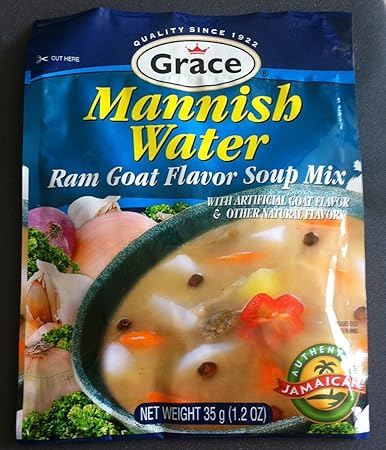 QUALITY SINCE 1922
CUT HERE
Grace
®
Mannish
Water
Ram Goat Flavor Soup Mix
WITH ARTIFICIAL GOAT FLAVOR
& OTHER NATURAL FLAVORS
AUTHENTIC
JAMAICAN
NET WEIGHT 35 g (1.2 OZ)